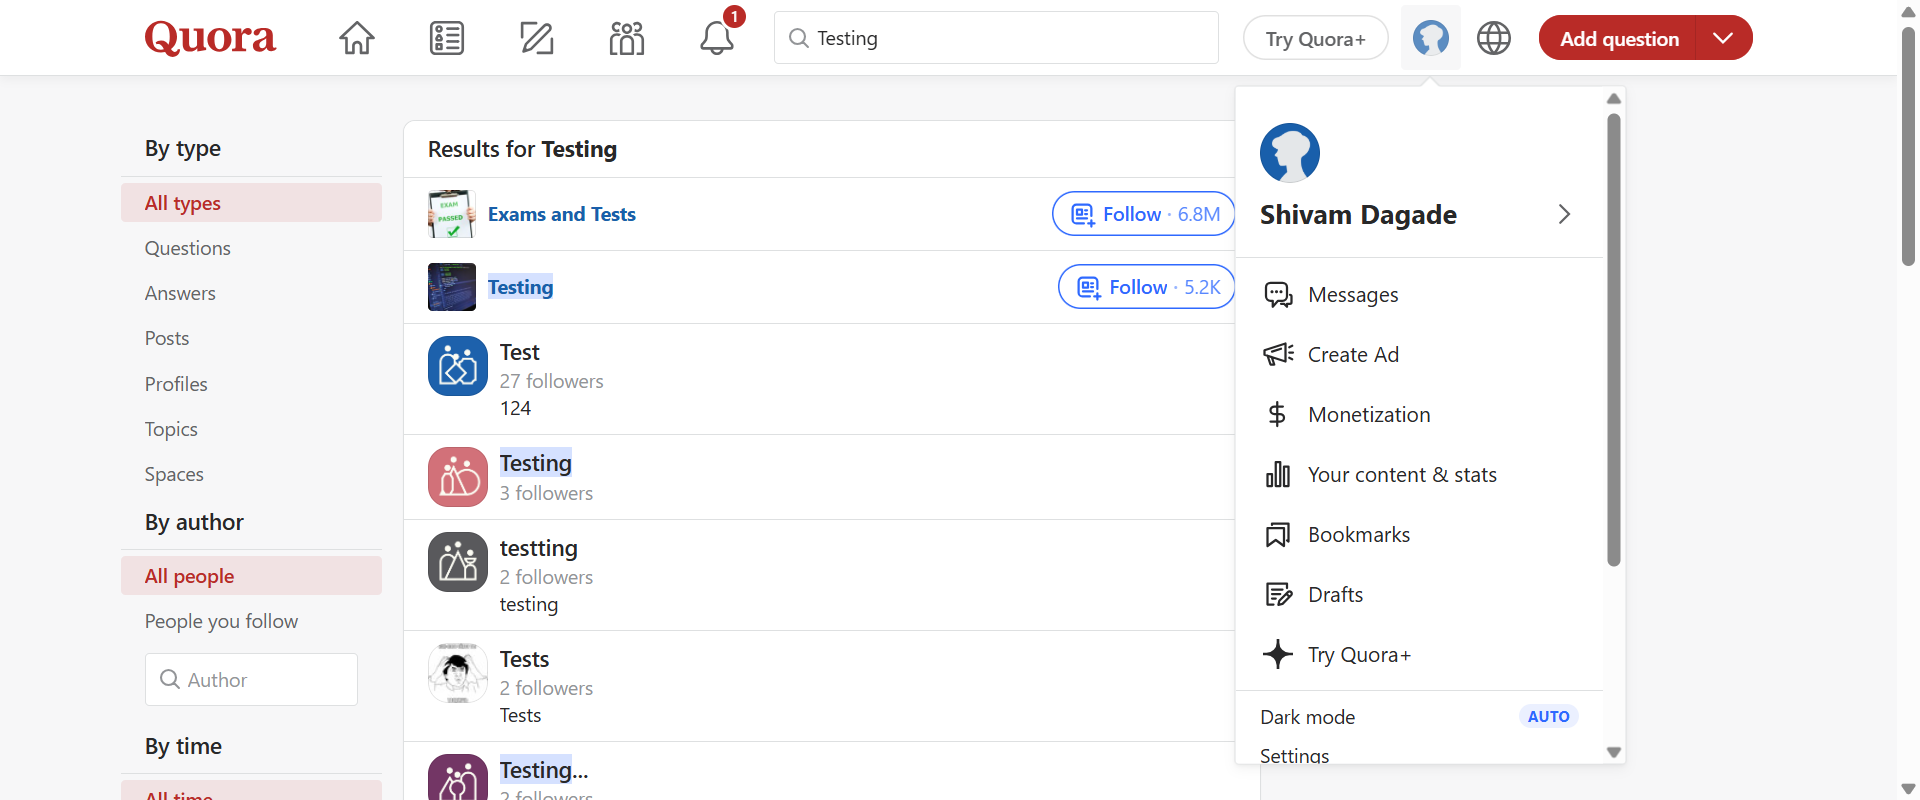 Quora
1
Testing
Try Quora+
Add question
By type
All types
Questions
Answers
Posts
Profiles
Topics
Spaces
By author
All people
People you follow
Author
By time
All time
Results for Testing
EXAM
PASSED
Exams and Tests
Follow · 6.8M
Testing
Follow · 5.2K
Test
27 followers
124
Testing
3 followers
testting
2 followers
testing
Tests
2 followers
Tests
Testing...
2 followers
Shivam Dagade
Messages
Create Ad
Monetization
Your content & stats
Bookmarks
Drafts
Try Quora+
Dark mode
AUTO
Settings